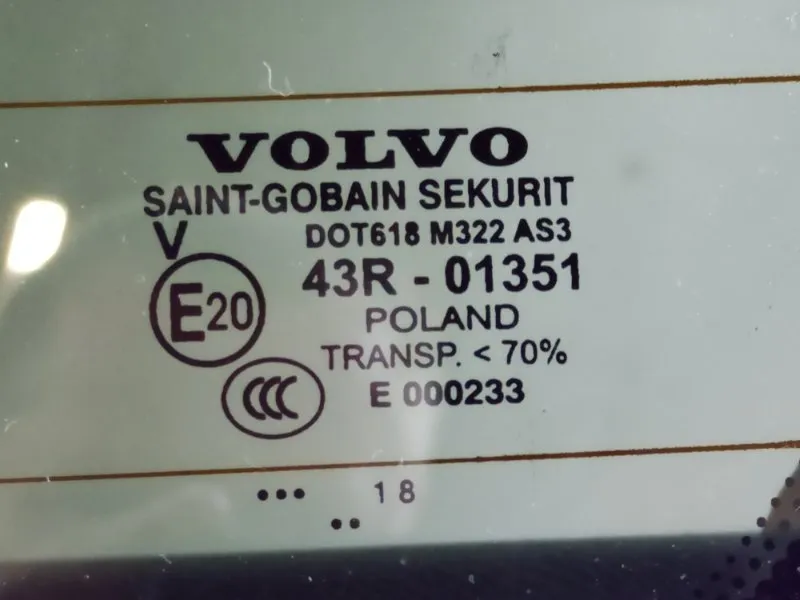 VOLVO
SAINT-GOBAIN SEKURIT
V DOT618 M322 AS3
E20 43R - 01351
POLAND
TRANSP. < 70%
CCC E 000233
••• 18
••